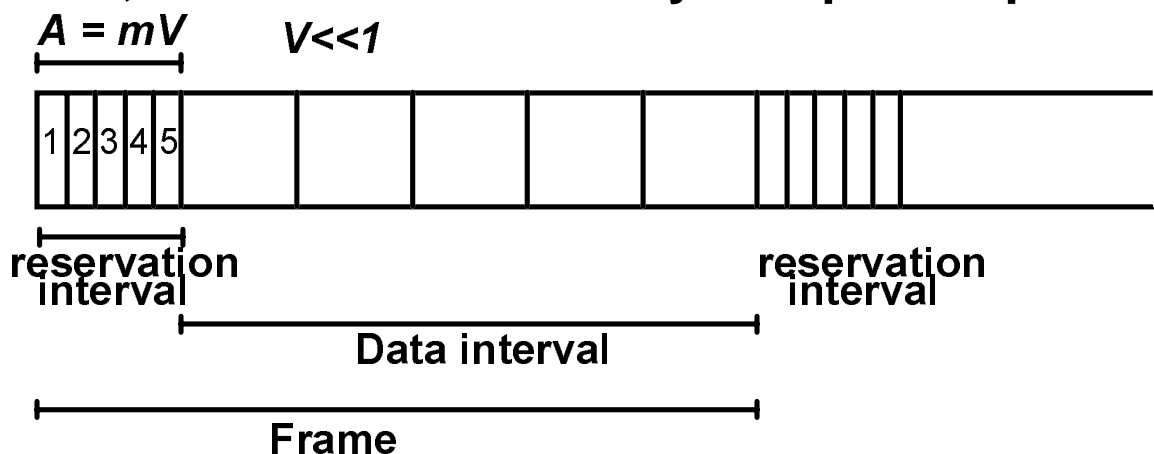 A = mV
V<<1
1 2 3 4 5
reservation
interval
reservation
interval
Data interval
Frame